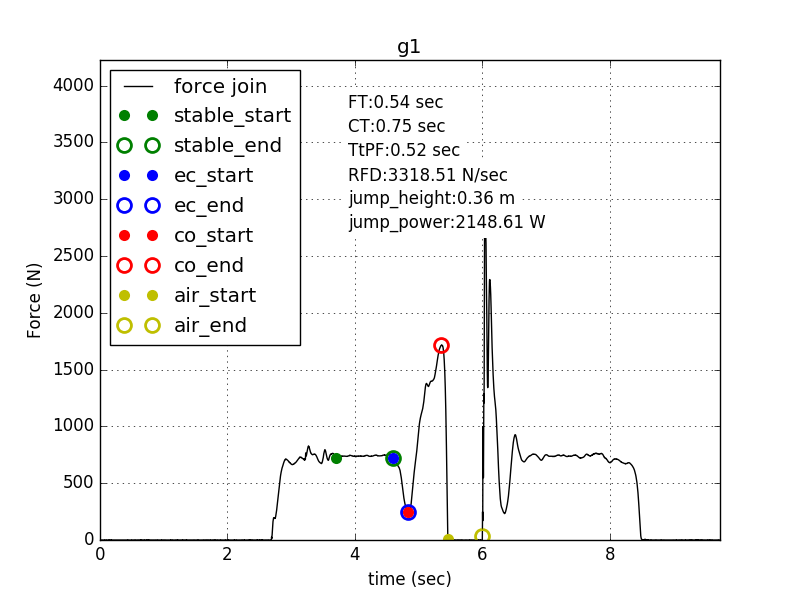 g1
4000
3500
3000
2500
2000
1500
1000
500
0
Force (N)
force join
stable_start
stable_end
ec_start
ec_end
co_start
co_end
air_start
air_end
FT:0.54 sec
CT:0.75 sec
TtPF:0.52 sec
RFD:3318.51 N/sec
jump_height:0.36 m
jump_power:2148.61 W
0 2 4 6 8
time (sec)